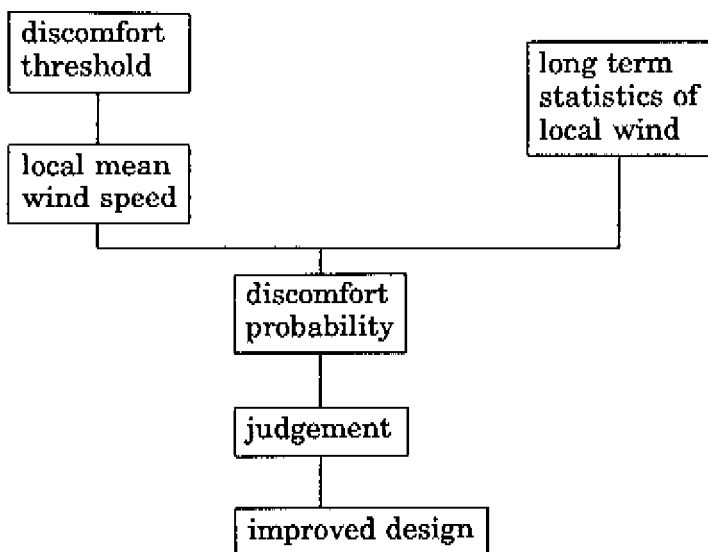 discomfort
threshold
long term
statistics of
local wind
local mean
wind speed
discomfort
probability
judgement
improved design